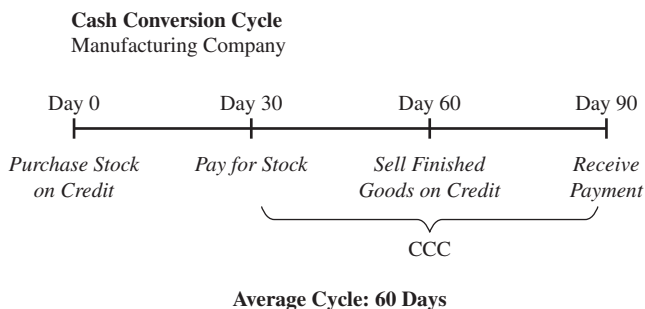 Cash Conversion Cycle
Manufacturing Company
Day 0 Day 30 Day 60 Day 90
Purchase Stock Pay for Stock Sell Finished Receive
on Credit Goods on Credit Payment
CCC
Average Cycle: 60 Days